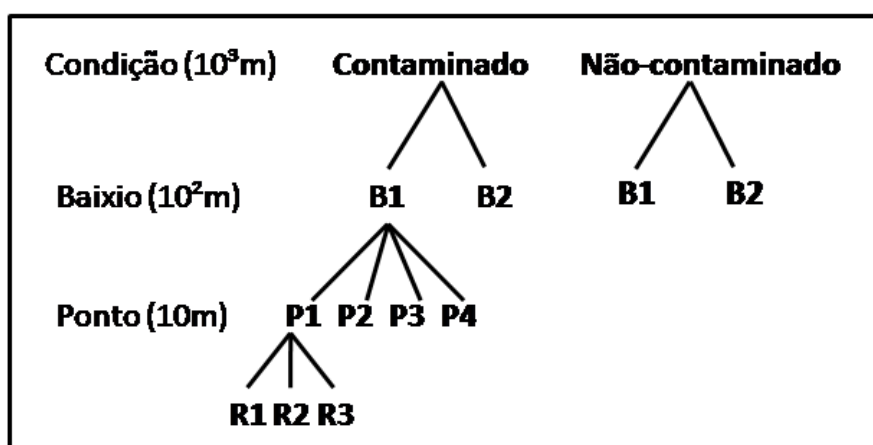 Condição (10³m) Contaminado Não-contaminado
Baixio (10²m) B1 B2 B1 B2
Ponto (10m) P1 P2 P3 P4
R1 R2 R3